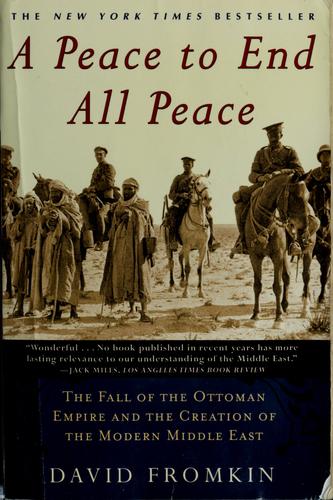 THE NEW YORK TIMES BESTSELLER
A Peace to End
All Peace
"Wonderful . . . No book published in recent years has more
lasting relevance to our understanding of the Middle East."
—JACK MILES, LOS ANGELES TIMES BOOK REVIEW
THE FALL OF THE OTTOMAN
EMPIRE AND THE CREATION OF
THE MODERN MIDDLE EAST
DAVID FROMKIN